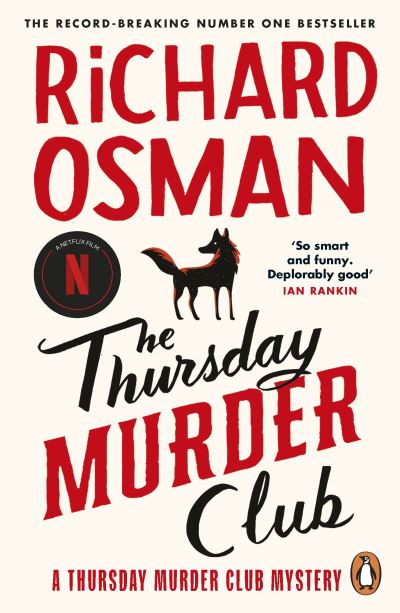 THE RECORD-BREAKING NUMBER ONE BESTSELLER
RiCHARD
OSMAN
A NETFLIX FILM
N
'So smart
and funny.
Deplorably good'
IAN RANKIN
The
Thursday
MURDER
Club
A THURSDAY MURDER CLUB MYSTERY